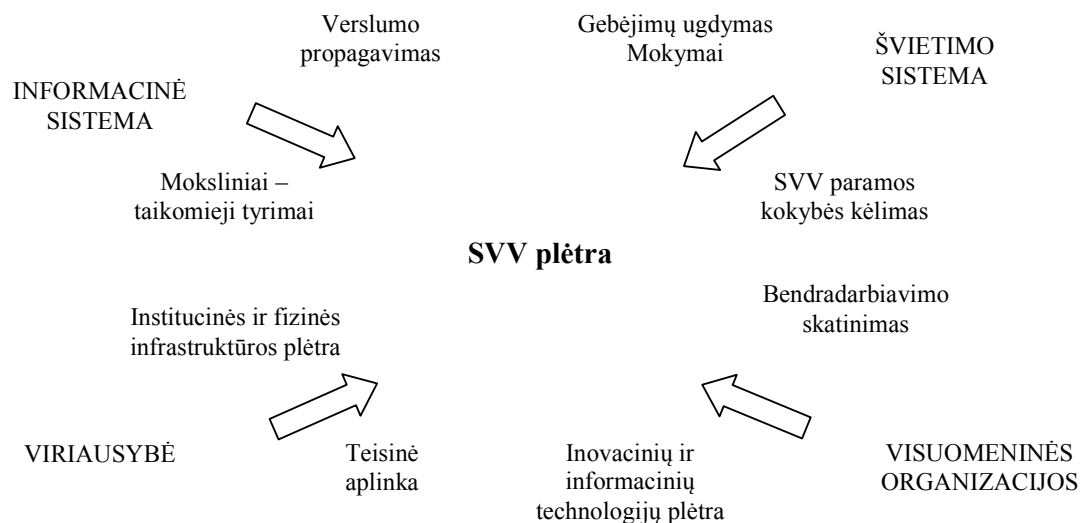 Verslumo
propagavimas
Gebėjimų ugdymas
Mokymai
ŠVIETIMO
SISTEMA
INFORMACINĖ
SISTEMA
Moksliniai –
taikomieji tyrimai
SVV paramos
kokybės kėlimas
SVV plėtra
Institucinės ir fizinės
infrastruktūros plėtra
Bendradarbiavimo
skatinimas
VIRIAUSYBĖ
Teisinė
aplinka
Inovacinių ir
informacinių
technologijų plėtra
VISUOMENINĖS
ORGANIZACIJOS